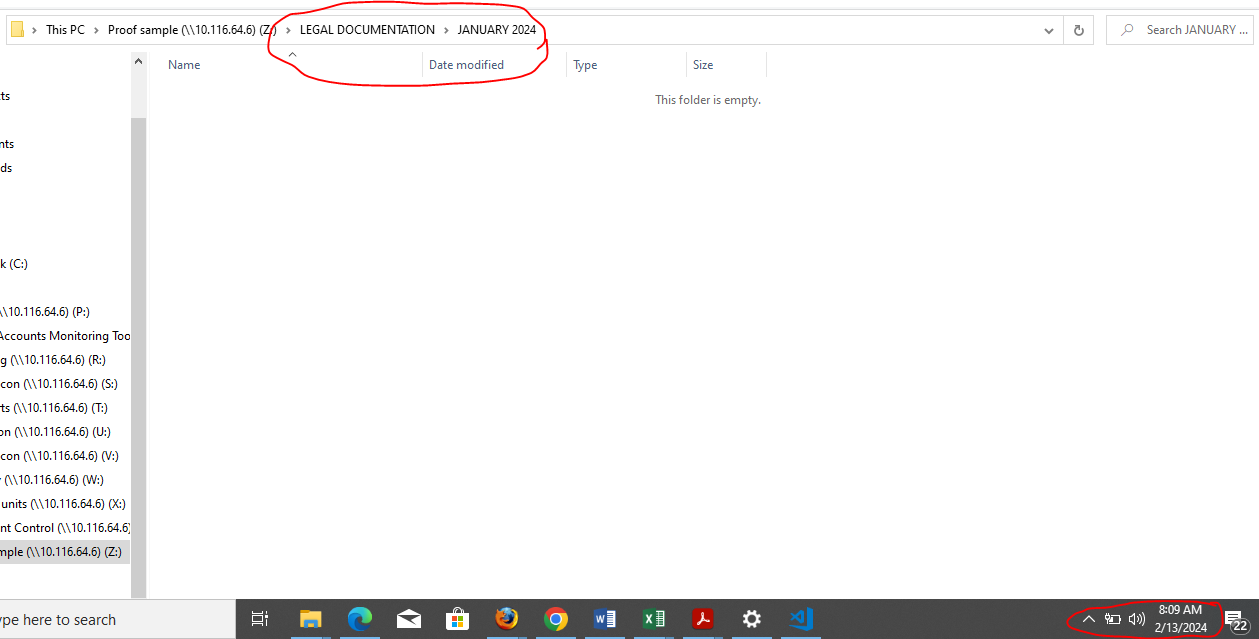 This PC > Proof sample (\\10.116.64.6) (Z:) > LEGAL DOCUMENTATION > JANUARY 2024
Search JANUARY ...
Name Date modified Type Size
This folder is empty.
ts
nts
ds
k (C:)
\\10.116.64.6) (P:)
Accounts Monitoring Too
g (\\10.116.64.6) (R:)
con (\\10.116.64.6) (S:)
rts (\\10.116.64.6) (T:)
on (\\10.116.64.6) (U:)
con (\\10.116.64.6) (V:)
(\\10.116.64.6) (W:)
units (\\10.116.64.6) (X:)
nt Control (\\10.116.64.6)
mple (\\10.116.64.6) (Z:)
ype here to search
8:09 AM
2/13/2024
22